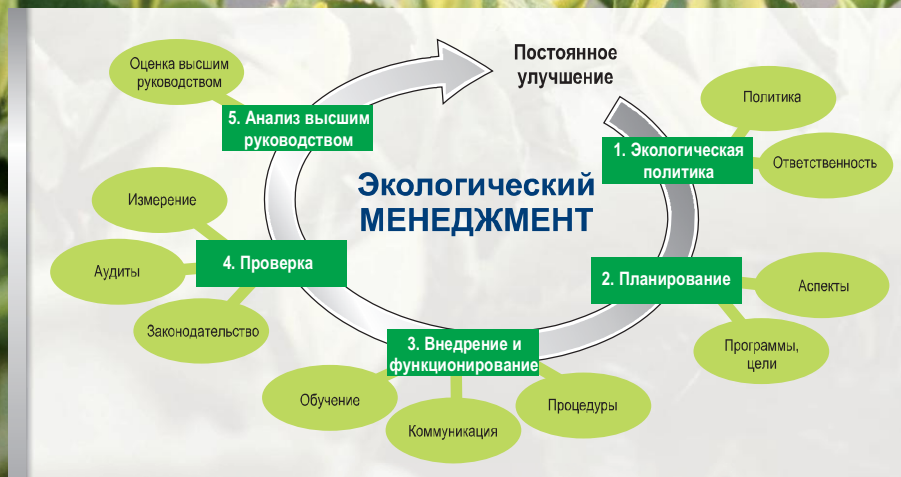 Постоянное
улучшение
Экологический
МЕНЕДЖМЕНТ
1. Экологическая
политика
Политика
Ответственность
2. Планирование
Аспекты
Программы,
цели
3. Внедрение и
функционирование
Процедуры
Коммуникация
Обучение
4. Проверка
Законодательство
Аудиты
Измерение
5. Анализ высшим
руководством
Оценка высшим
руководством